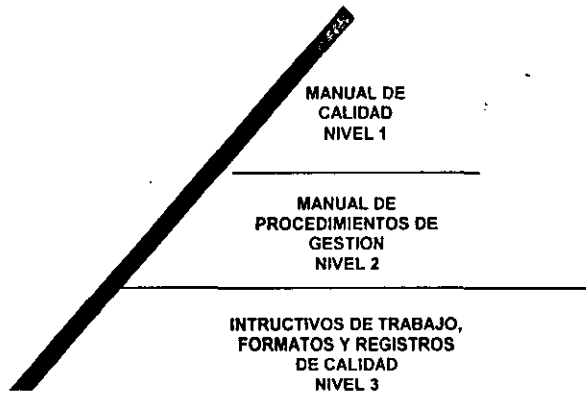 MANUAL DE
CALIDAD
NIVEL 1
MANUAL DE
PROCEDIMIENTOS DE
GESTION
NIVEL 2
INTRUCTIVOS DE TRABAJO,
FORMATOS Y REGISTROS
DE CALIDAD
NIVEL 3